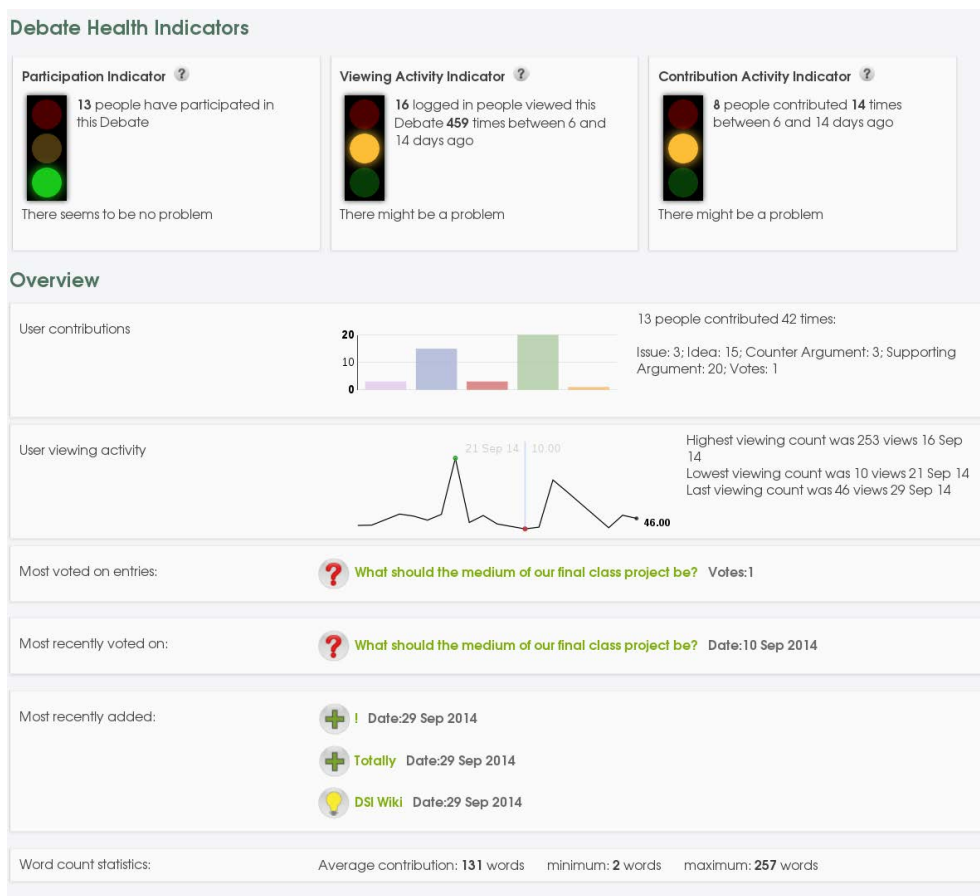 Debate Health Indicators
Participation Indicator ?
13 people have participated in
this Debate
There seems to be no problem
Viewing Activity Indicator ?
16 logged in people viewed this
Debate 459 times between 6 and
14 days ago
There might be a problem
Contribution Activity Indicator ?
8 people contributed 14 times
between 6 and 14 days ago
There might be a problem
Overview
User contributions
20
10
0
13 people contributed 42 times:
Issue: 3; Idea: 15; Counter Argument: 3; Supporting
Argument: 20; Votes: 1
User viewing activity
21 Sep 14 10.00
46.00
Highest viewing count was 253 views 16 Sep
14
Lowest viewing count was 10 views 21 Sep 14
Last viewing count was 46 views 29 Sep 14
Most voted on entries:
? What should the medium of our final class project be? Votes:1
Most recently voted on:
? What should the medium of our final class project be? Date:10 Sep 2014
Most recently added:
! Date:29 Sep 2014
Totally Date:29 Sep 2014
DSI Wiki Date:29 Sep 2014
Word count statistics:
Average contribution: 131 words minimum: 2 words maximum: 257 words